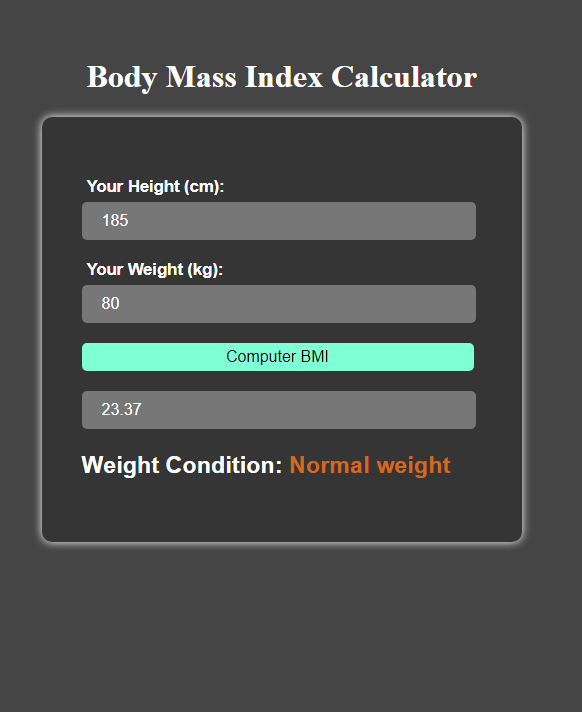 Body Mass Index Calculator
Your Height (cm):
185
Your Weight (kg):
80
Computer BMI
23.37
Weight Condition: Normal weight